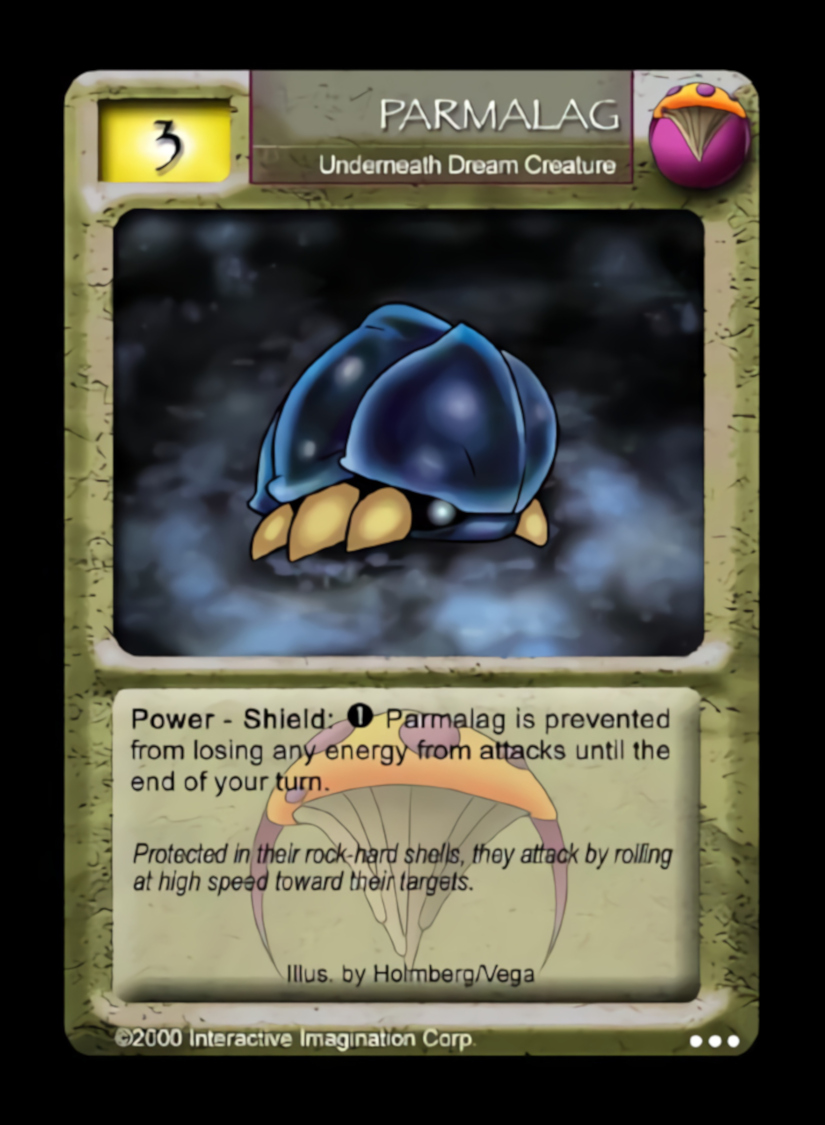 3
PARMALAG
Underneath Dream Creature
Power - Shield: 1 Parmalag is prevented
from losing any energy from attacks until the
end of your turn.
Protected in their rock-hard shells, they attack by rolling
at high speed toward their targets.
Illus. by Holmberg/Vega
©2000 Interactive Imagination Corp.